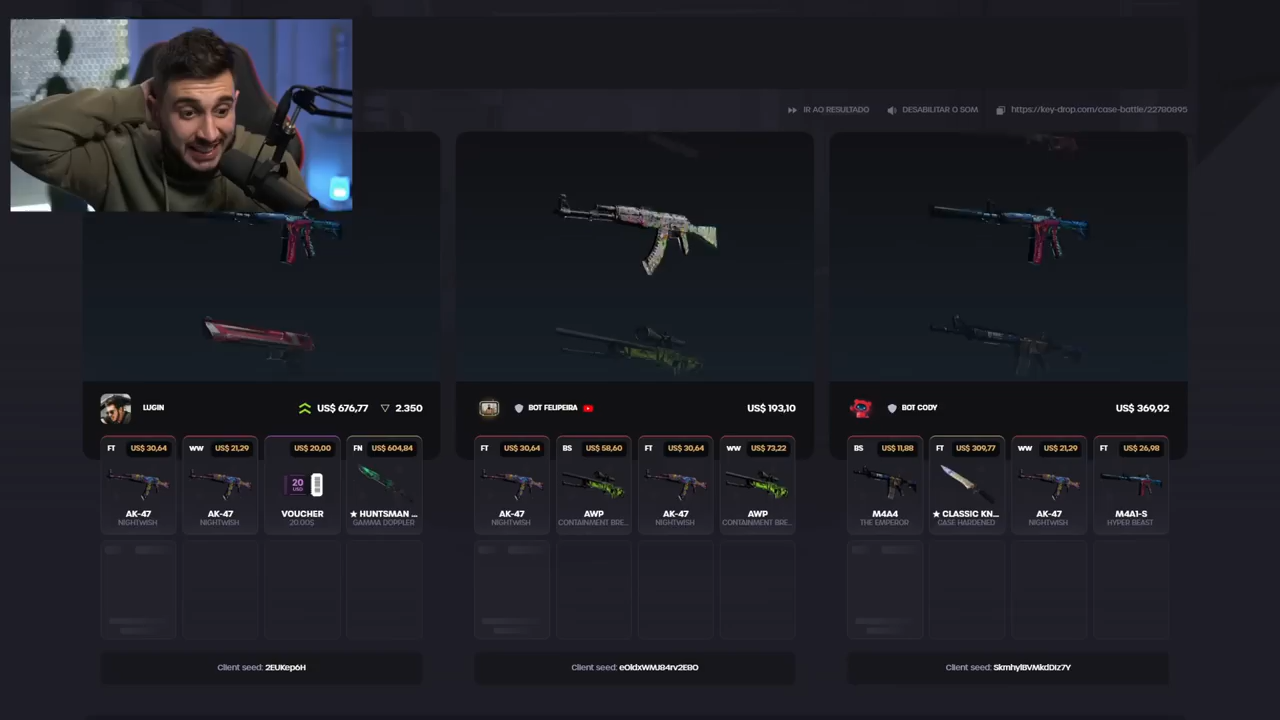 IR AO RESULTADO
DESABILITAR O SOM
https://key-drop.com/case-battle/22780895
LUGIN
US$ 676,77
2.350
BOT FELIPEIRA
US$ 193,10
BOT CODY
US$ 369,92
FT US$ 30,64
WW US$ 21,29
US$ 20,00
FN US$ 604,84
20 USD
AK-47
NIGHTWISH
AK-47
NIGHTWISH
VOUCHER
20.00$
★ HUNTSMAN ...
GAMMA DOPPLER
FT US$ 30,64
BS US$ 58,60
FT US$ 30,64
WW US$ 73,22
AK-47
NIGHTWISH
AWP
CONTAINMENT BRE...
AK-47
NIGHTWISH
AWP
CONTAINMENT BRE...
BS US$ 11,88
FT US$ 309,77
WW US$ 21,29
FT US$ 26,98
M4A4
THE EMPEROR
★ CLASSIC KN...
CASE HARDENED
AK-47
NIGHTWISH
M4A1-S
HYPER BEAST
Client seed: 2EUKep6H
Client seed:
Client seed: